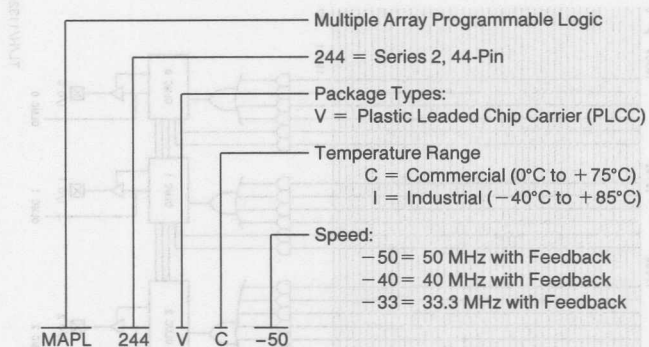 Multiple Array Programmable Logic
244 = Series 2, 44-Pin
Package Types:
V = Plastic Leaded Chip Carrier (PLCC)
Temperature Range
C = Commercial (0°C to +75°C)
I = Industrial (−40°C to +85°C)
Speed:
−50 = 50 MHz with Feedback
−40 = 40 MHz with Feedback
−33 = 33.3 MHz with Feedback
MAPL 244 V C −50